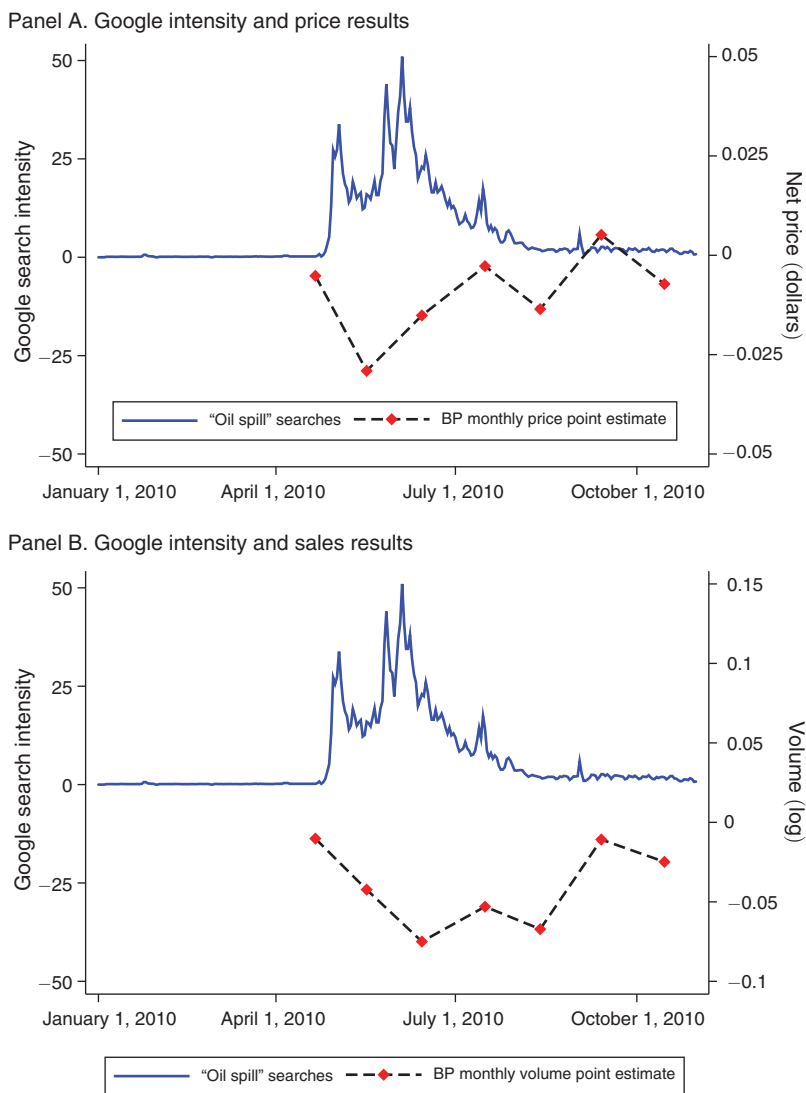 Panel A. Google intensity and price results
50
25
0
−25
−50
Google search intensity
0.05
0.025
0
−0.025
−0.05
Net price (dollars)
“Oil spill” searches
BP monthly price point estimate
January 1, 2010
April 1, 2010
July 1, 2010
October 1, 2010
Panel B. Google intensity and sales results
50
25
0
−25
−50
Google search intensity
0.15
0.1
0.05
0
−0.05
−0.1
Volume (log)
January 1, 2010
April 1, 2010
July 1, 2010
October 1, 2010
“Oil spill” searches
BP monthly volume point estimate